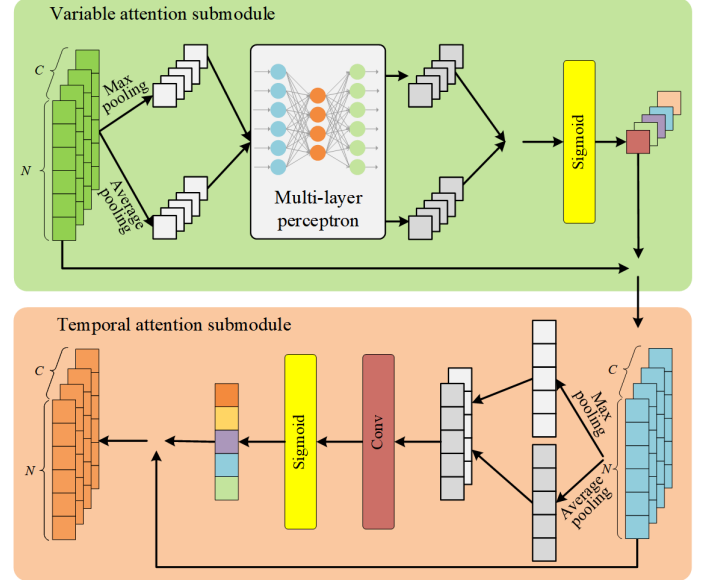 Variable attention submodule
C
N
Max
pooling
Average
pooling
Multi-layer
perceptron
Sigmoid
Temporal attention submodule
C
N
Sigmoid
Conv
Max
pooling
Average
pooling
C
N